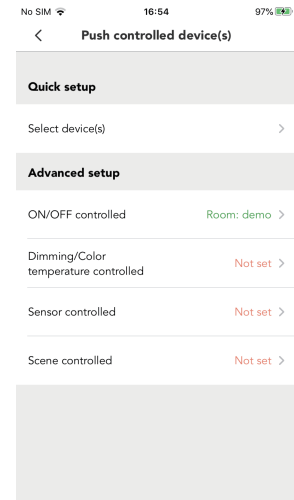 No SIM 16:54 97%
Push controlled device(s)
Quick setup
Select device(s)
Advanced setup
ON/OFF controlled Room: demo
Dimming/Color
temperature controlled Not set
Sensor controlled Not set
Scene controlled Not set